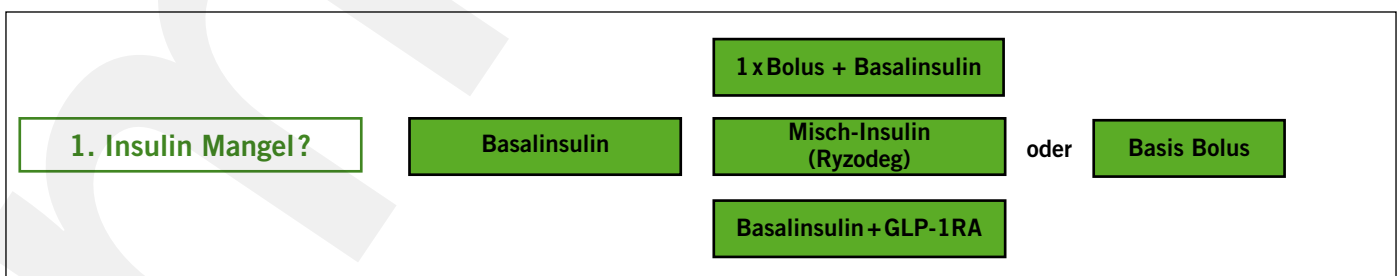 1 x Bolus + Basalinsulin
1. Insulin Mangel?
Basalinsulin
Misch-Insulin
(Ryzodeg)
oder
Basis Bolus
Basalinsulin + GLP-1RA